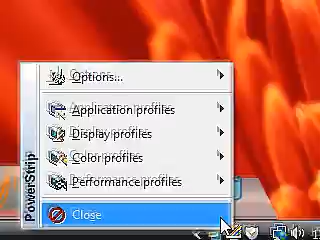 Options...
Application profiles
Display profiles
Color profiles
Performance profiles
Close
PowerStrip